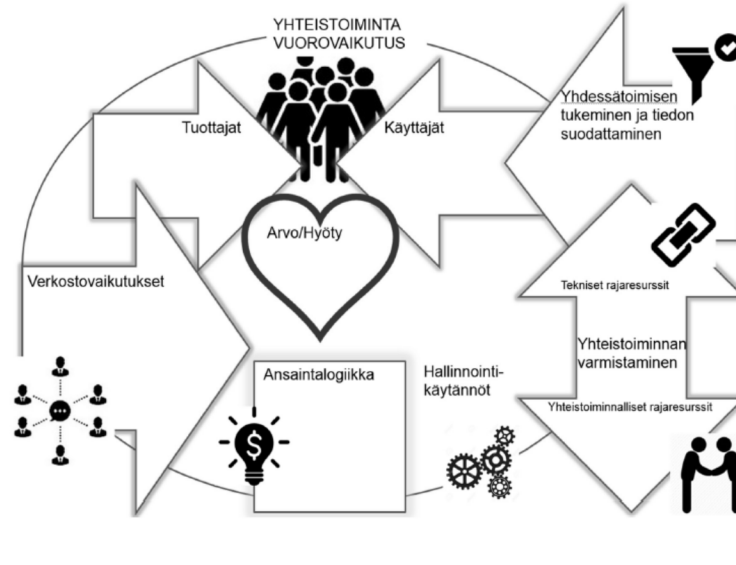 YHTEISTOIMINTA
VUOROVAIKUTUS
Tuottajat
Käyttäjät
Yhdessätoimisen
tukeminen ja tiedon
suodattaminen
Arvo/Hyöty
Verkostovaikutukset
Tekniset rajaresurssit
Yhteistoiminnan
varmistaminen
Yhteistoiminnalliset rajaresurssit
Ansaintalogiikka
Hallinnointi-
käytännöt
$